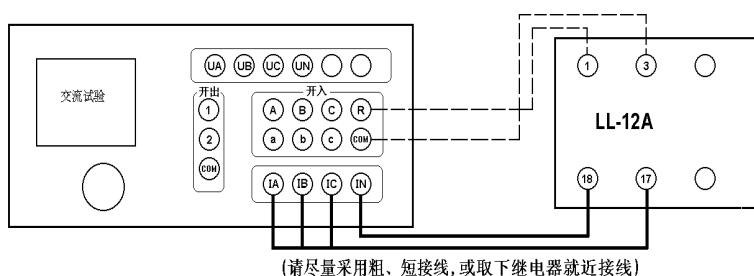 UA UB UC UN
开出 开入
交流试验
1 A B C R
2 a b c COM
COM
IA IB IC IN
1 3
LL-12A
18 17
(请尽量采用粗、短接线,或取下继电器就近接线)